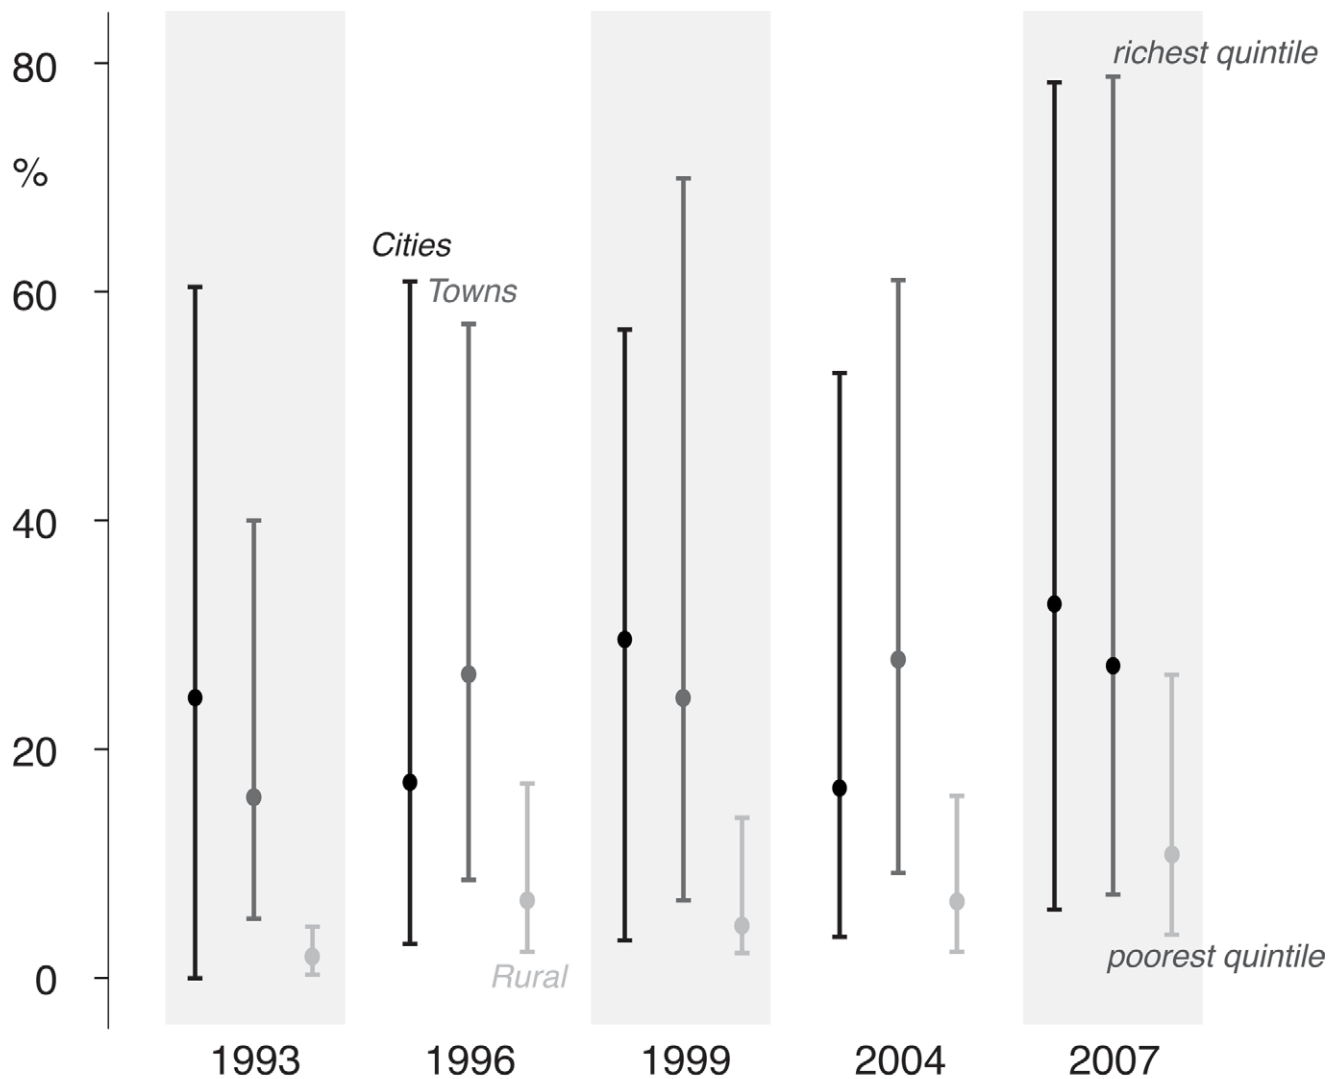 richest quintile
80
%
Cities
Towns
60
40
20
poorest quintile
Rural
0
1993 1996 1999 2004 2007